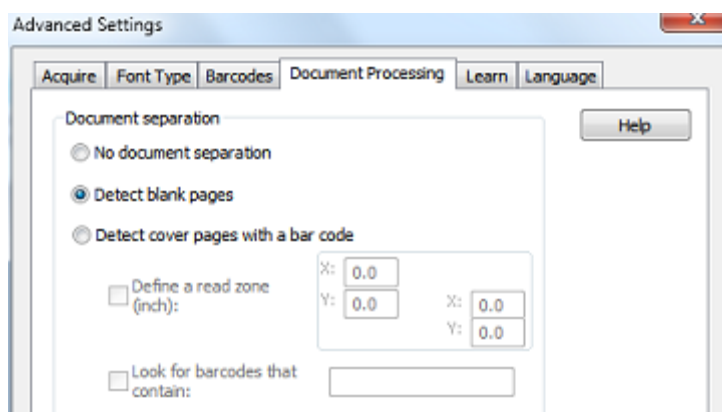 Advanced Settings
Acquire Font Type Barcodes Document Processing Learn Language
Document separation
Help
No document separation
Detect blank pages
Detect cover pages with a bar code
Define a read zone
(inch):
X: 0.0
Y: 0.0
X: 0.0
Y: 0.0
Look for barcodes that
contain: